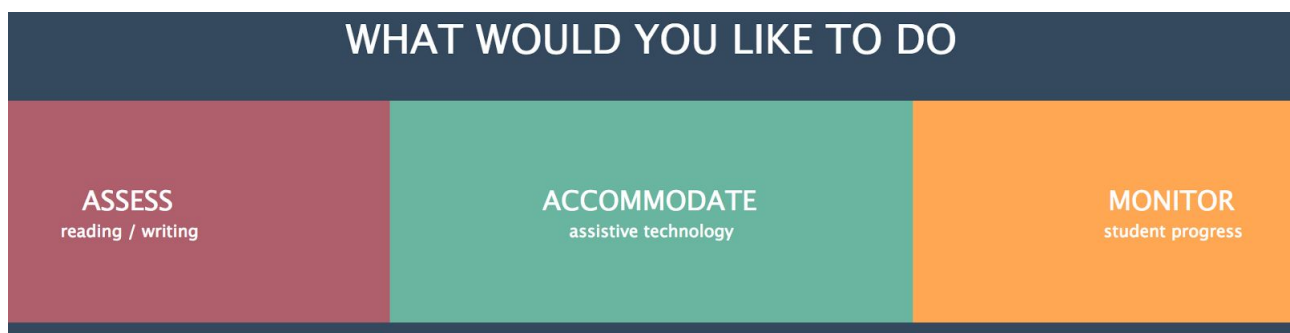 WHAT WOULD YOU LIKE TO DO
ASSESS
reading / writing
ACCOMMODATE
assistive technology
MONITOR
student progress